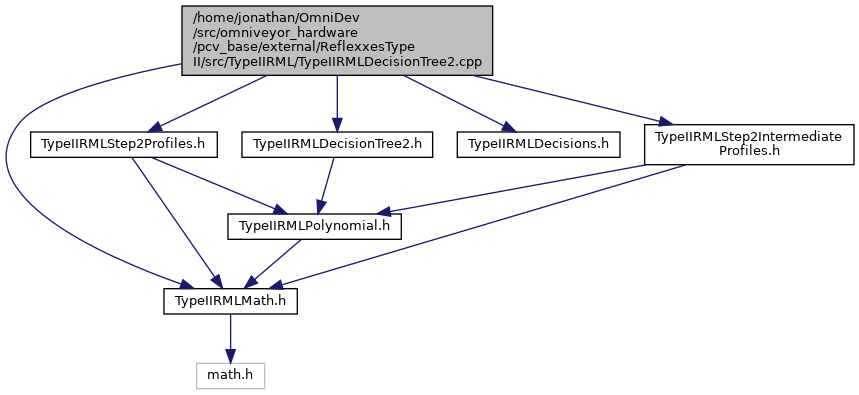 /home/jonathan/OmniDev
/src/omniveyor_hardware
/pcv_base/external/ReflexxesType
II/src/TypeIIRML/TypeIIRMLDecisionTree2.cpp
TypeIIRMLStep2Profiles.h
TypeIIRMLDecisionTree2.h
TypeIIRMLDecisions.h
TypeIIRMLStep2Intermediate
Profiles.h
TypeIIRMLPolynomial.h
TypeIIRMLMath.h
math.h